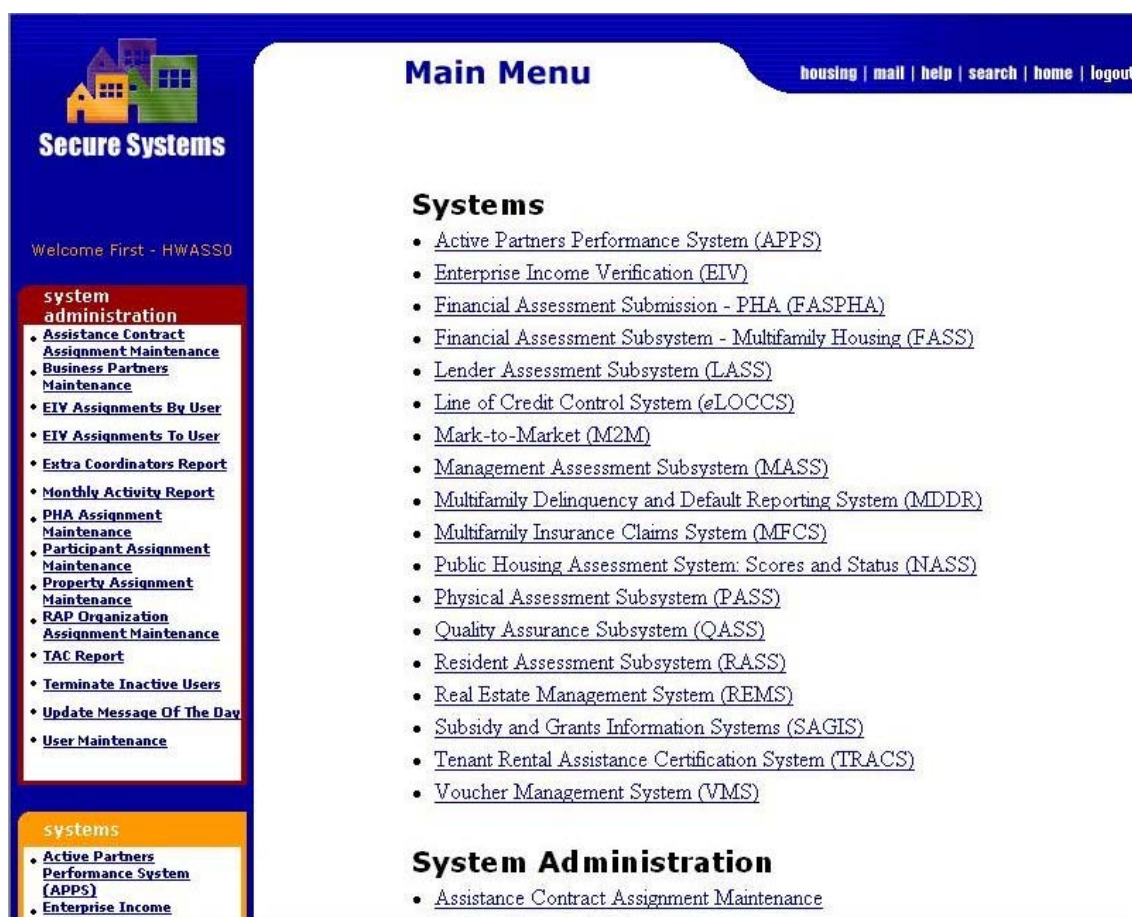 Main Menu
housing | mail | help | search | home | logout
Secure Systems
Welcome First - HWASS0
system
administration
• Assistance Contract
Assignment Maintenance
• Business Partners
Maintenance
• EIV Assignments By User
• EIV Assignments To User
• Extra Coordinators Report
• Monthly Activity Report
• PHA Assignment
Maintenance
• Participant Assignment
Maintenance
• Property Assignment
Maintenance
• RAP Organization
Assignment Maintenance
• TAC Report
• Terminate Inactive Users
• Update Message Of The Day
• User Maintenance
systems
• Active Partners
Performance System
(APPS)
• Enterprise Income
Systems
• Active Partners Performance System (APPS)
• Enterprise Income Verification (EIV)
• Financial Assessment Submission - PHA (FASPHA)
• Financial Assessment Subsystem - Multifamily Housing (FASS)
• Lender Assessment Subsystem (LASS)
• Line of Credit Control System (eLOCCS)
• Mark-to-Market (M2M)
• Management Assessment Subsystem (MASS)
• Multifamily Delinquency and Default Reporting System (MDDR)
• Multifamily Insurance Claims System (MFCS)
• Public Housing Assessment System: Scores and Status (NASS)
• Physical Assessment Subsystem (PASS)
• Quality Assurance Subsystem (QASS)
• Resident Assessment Subsystem (RASS)
• Real Estate Management System (REMS)
• Subsidy and Grants Information Systems (SAGIS)
• Tenant Rental Assistance Certification System (TRACS)
• Voucher Management System (VMS)
System Administration
• Assistance Contract Assignment Maintenance